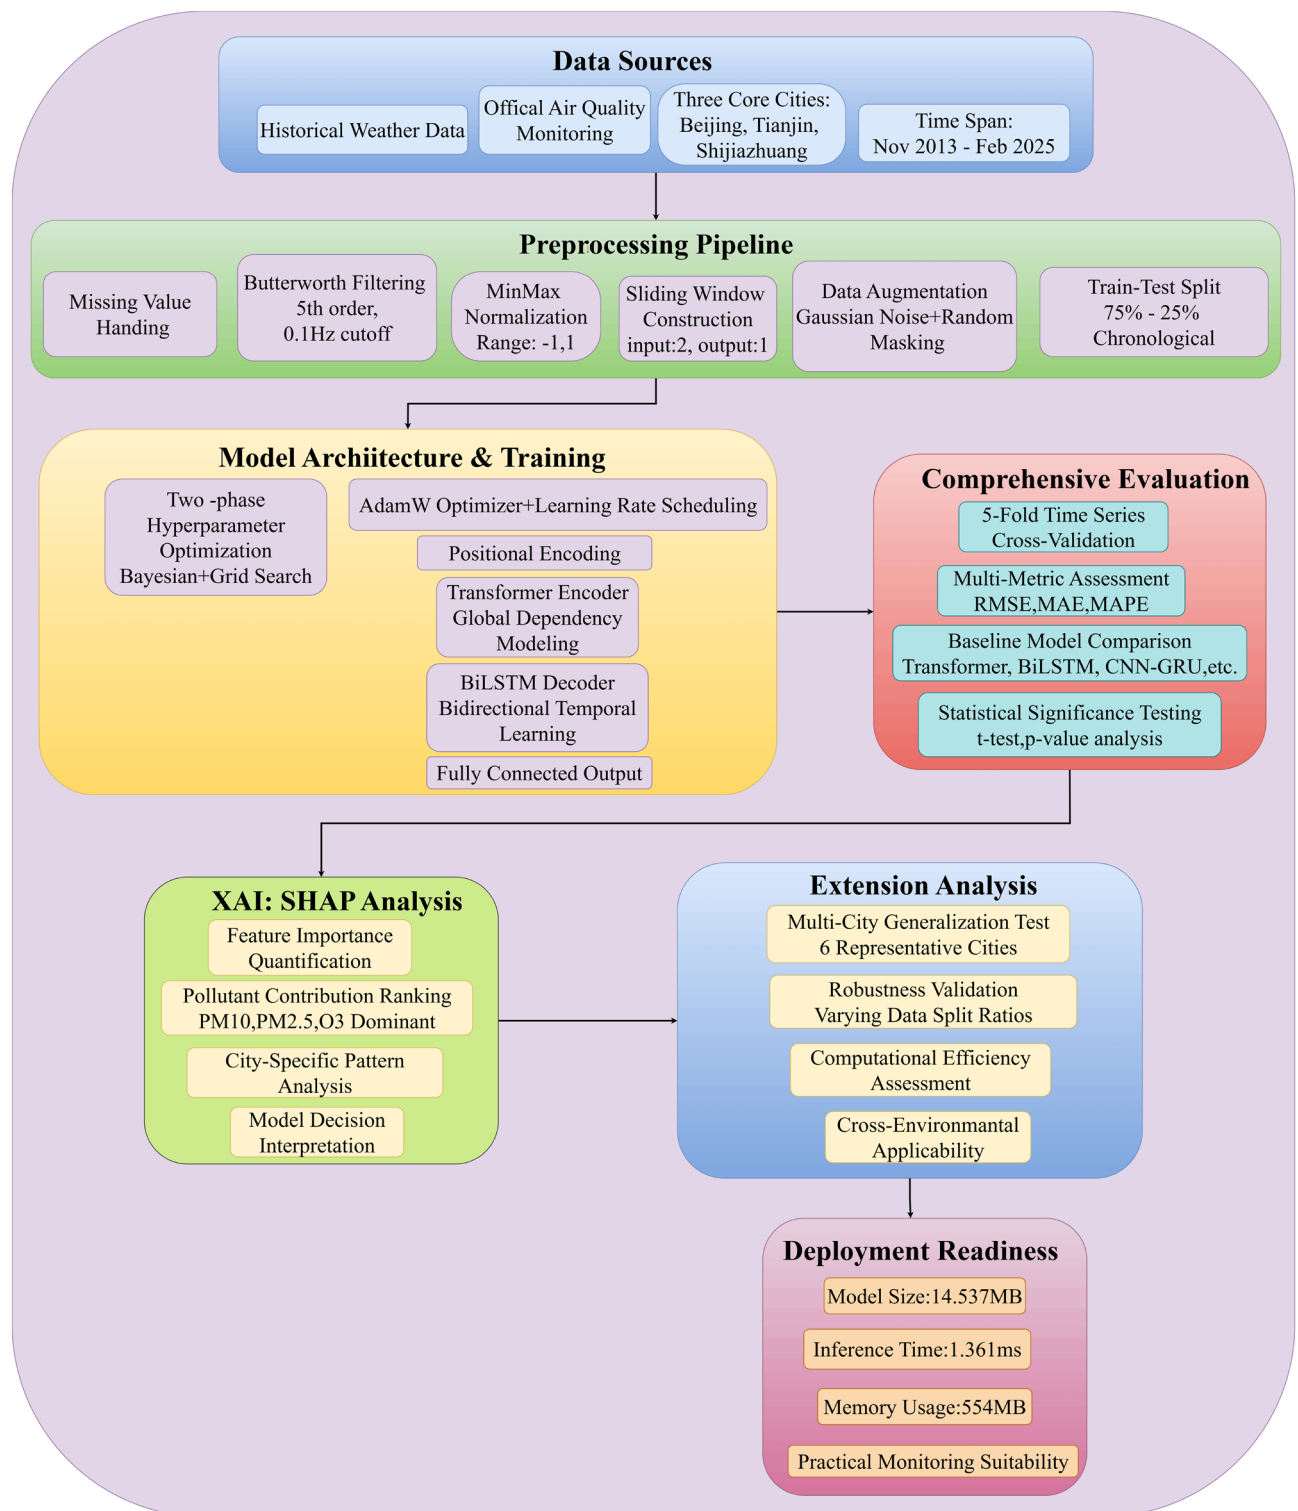 Data Sources
Historical Weather Data
Offical Air Quality
Monitoring
Three Core Cities:
Beijing, Tianjin,
Shijiazhuang
Time Span:
Nov 2013 - Feb 2025
Preprocessing Pipeline
Missing Value
Handing
Butterworth Filtering
5th order,
0.1Hz cutoff
MinMax
Normalization
Range: -1,1
Sliding Window
Construction
input:2, output:1
Data Augmentation
Gaussian Noise+Random
Masking
Train-Test Split
75% - 25%
Chronological
Model Archiitecture & Training
Two -phase
Hyperparameter
Optimization
Bayesian+Grid Search
AdamW Optimizer+Learning Rate Scheduling
Positional Encoding
Transformer Encoder
Global Dependency
Modeling
BiLSTM Decoder
Bidirectional Temporal
Learning
Fully Connected Output
Comprehensive Evaluation
5-Fold Time Series
Cross-Validation
Multi-Metric Assessment
RMSE,MAE,MAPE
Baseline Model Comparison
Transformer, BiLSTM, CNN-GRU,etc.
Statistical Significance Testing
t-test,p-value analysis
XAI: SHAP Analysis
Feature Importance
Quantification
Pollutant Contribution Ranking
PM10,PM2.5,O3 Dominant
City-Specific Pattern
Analysis
Model Decision
Interpretation
Extension Analysis
Multi-City Generalization Test
6 Representative Cities
Robustness Validation
Varying Data Split Ratios
Computational Efficiency
Assessment
Cross-Enviromantal
Applicability
Deployment Readiness
Model Size:14.537MB
Inference Time:1.361ms
Memory Usage:554MB
Practical Monitoring Suitability